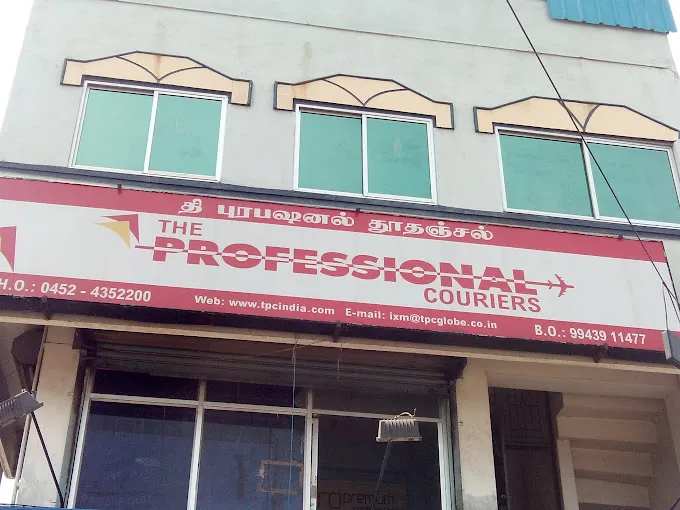 தி புரபஷனல் தூதஞ்சல்
THE
PROFESSIONAL
COURIERS
H.O.: 0452 - 4352200
Web: www.tpcindia.com E-mail: ixm@tpcglobe.co.in
B.O.: 99439 11477
premium